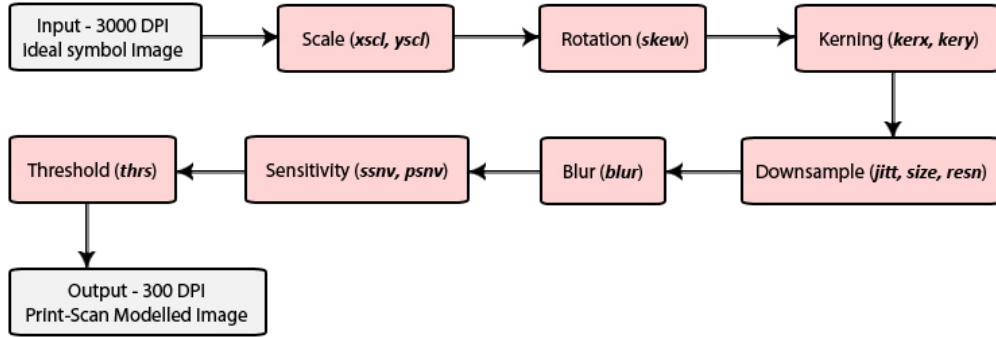 Input - 3000 DPI
Ideal symbol Image
Scale (xscl, yscl)
Rotation (skew)
Kerning (kerx, kery)
Downsample (jitt, size, resn)
Blur (blur)
Sensitivity (ssnv, psnv)
Threshold (thrs)
Output - 300 DPI
Print-Scan Modelled Image